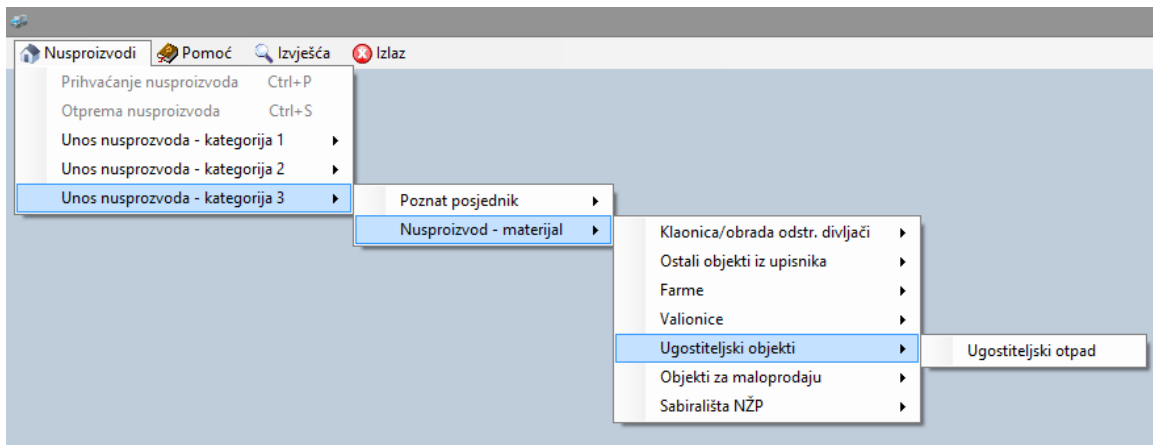 Nusproizvodi Pomoć Izvješća Izlaz
Prihvaćanje nusproizvoda Ctrl+P
Otprema nusproizvoda Ctrl+S
Unos nusprozvoda - kategorija 1
Unos nusprozvoda - kategorija 2
Unos nusprozvoda - kategorija 3
Poznat posjednik
Nusproizvod - materijal
Klaonica/obrada odstr. divljači
Ostali objekti iz upisnika
Farme
Valionice
Ugostiteljski objekti
Ugostiteljski otpad
Objekti za maloprodaju
Sabirališta NŽP